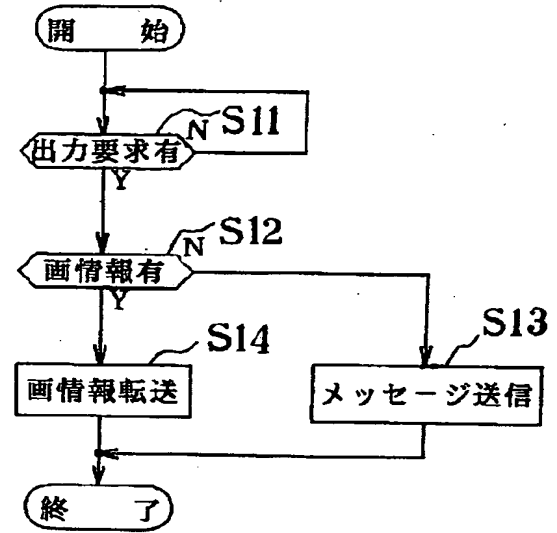 開 始
N S11
出力要求有
Y
N S12
画情報有
Y
S14
S13
画情報転送
メッセージ送信
終 了